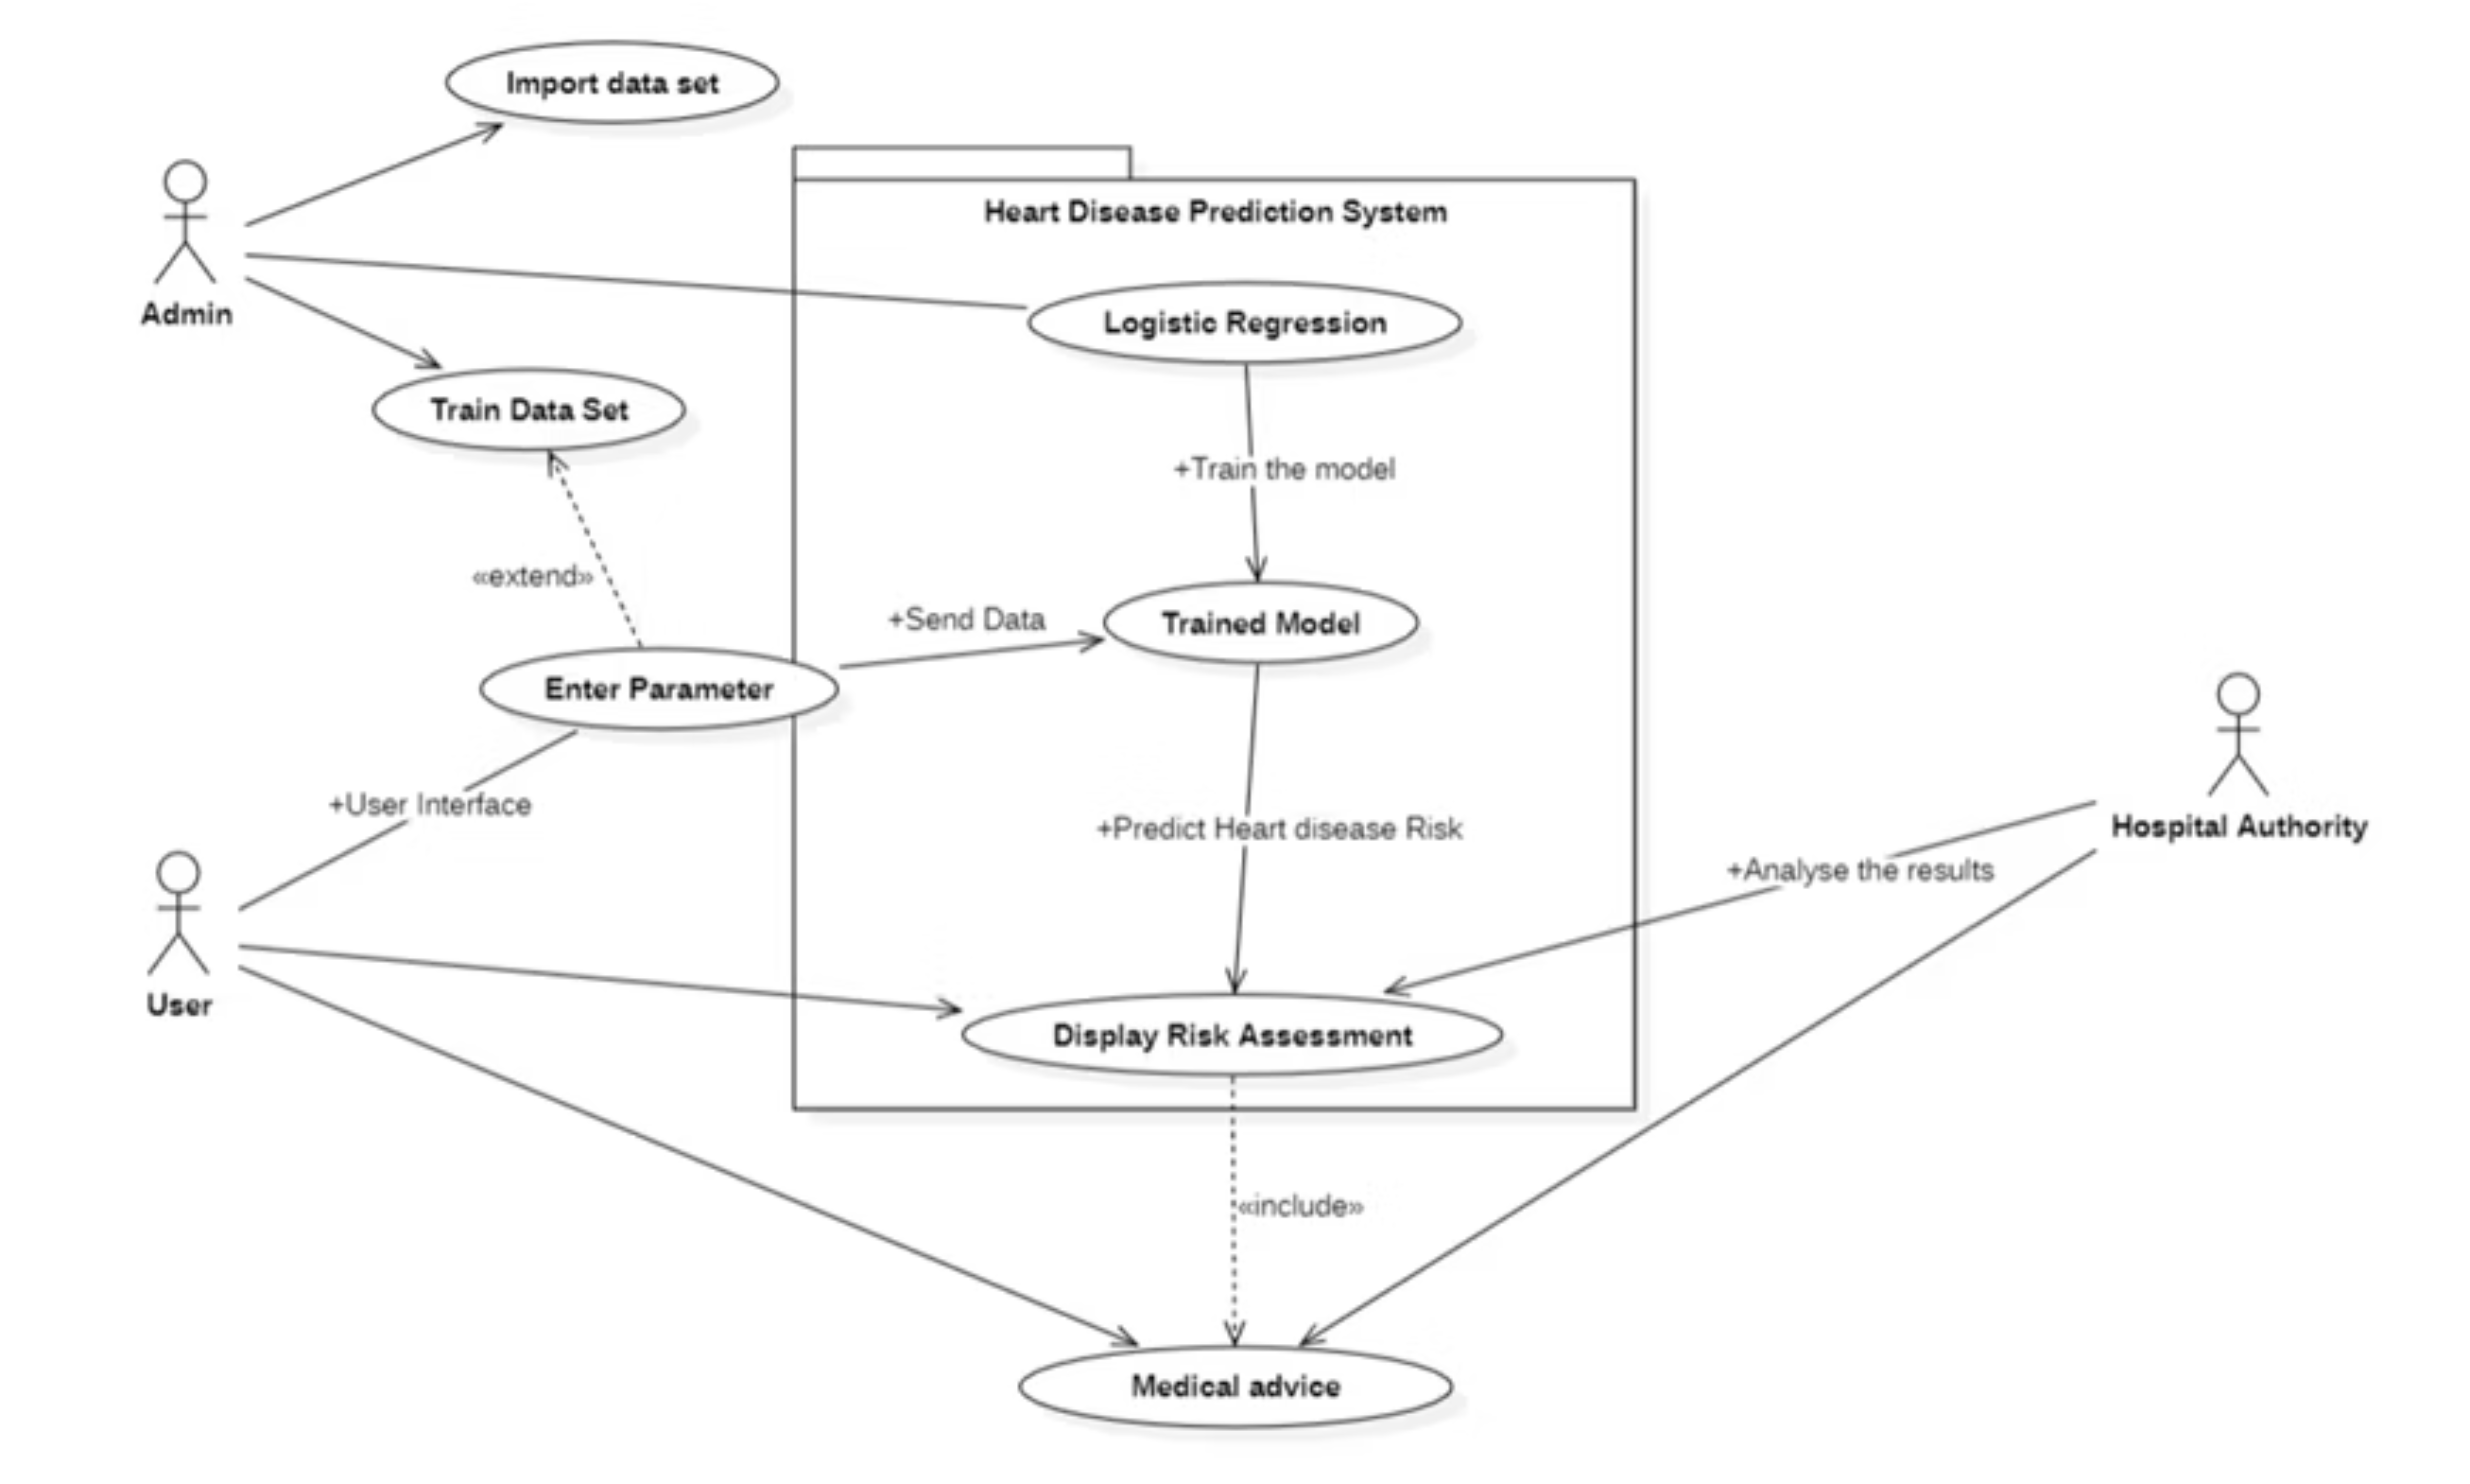 Import data set
Heart Disease Prediction System
Admin
Logistic Regression
Train Data Set
+Train the model
«extend»
+Send Data
Trained Model
Enter Parameter
+User Interface
+Predict Heart disease Risk
Hospital Authority
+Analyse the results
User
Display Risk Assessment
«include»
Medical advice